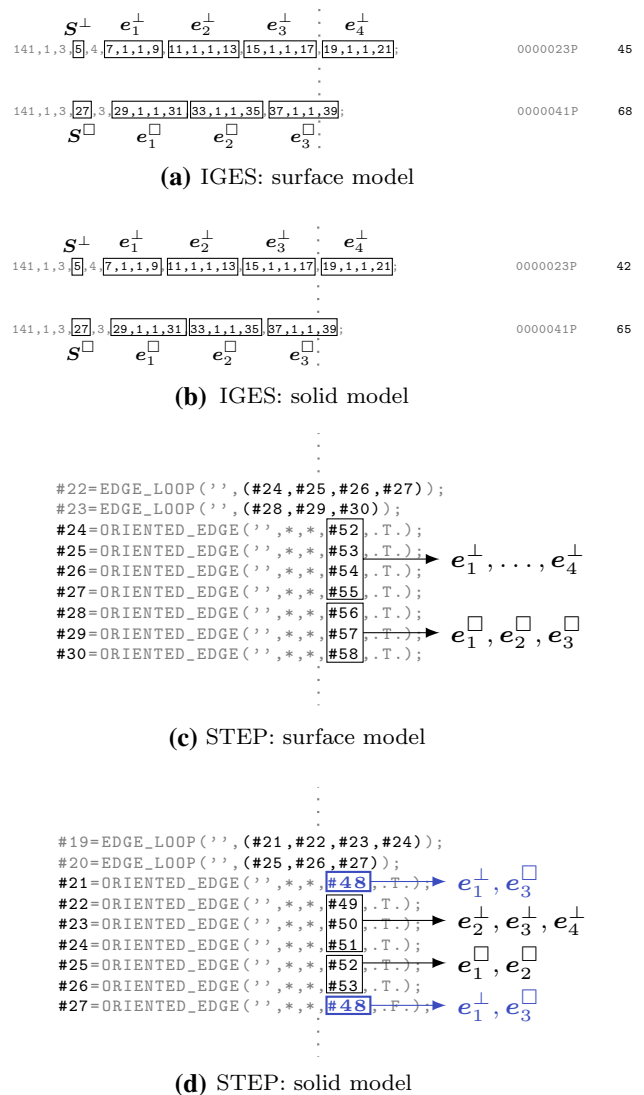 S⊥ e₁⊥ e₂⊥ e₃⊥ e₄⊥
141,1,3,5,4,7,1,1,9,11,1,1,13,15,1,1,17,19,1,1,21; 0000023P 45
141,1,3,27,3,29,1,1,31,33,1,1,35,37,1,1,39; 0000041P 68
S□ e₁□ e₂□ e₃□
(a) IGES: surface model
S⊥ e₁⊥ e₂⊥ e₃⊥ e₄⊥
141,1,3,5,4,7,1,1,9,11,1,1,13,15,1,1,17,19,1,1,21; 0000023P 42
141,1,3,27,3,29,1,1,31,33,1,1,35,37,1,1,39; 0000041P 65
S□ e₁□ e₂□ e₃□
(b) IGES: solid model
#22=EDGE_LOOP('',(#24,#25,#26,#27));
#23=EDGE_LOOP('',(#28,#29,#30));
#24=ORIENTED_EDGE('',*,*,#52,.T.);
#25=ORIENTED_EDGE('',*,*,#53,.T.);
e₁⊥, . . . , e₄⊥
#26=ORIENTED_EDGE('',*,*,#54,.T.);
#27=ORIENTED_EDGE('',*,*,#55,.T.);
#28=ORIENTED_EDGE('',*,*,#56,.T.);
#29=ORIENTED_EDGE('',*,*,#57,.T.); e₁□, e₂□, e₃□
#30=ORIENTED_EDGE('',*,*,#58,.T.);
(c) STEP: surface model
#19=EDGE_LOOP('',(#21,#22,#23,#24));
#20=EDGE_LOOP('',(#25,#26,#27));
#21=ORIENTED_EDGE('',*,*,#48,.T.); e₁⊥, e₃□
#22=ORIENTED_EDGE('',*,*,#49,.T.);
#23=ORIENTED_EDGE('',*,*,#50,.T.); e₂⊥, e₃⊥, e₄⊥
#24=ORIENTED_EDGE('',*,*,#51,.T.);
#25=ORIENTED_EDGE('',*,*,#52,.T.); e₁□, e₂□
#26=ORIENTED_EDGE('',*,*,#53,.T.);
#27=ORIENTED_EDGE('',*,*,#48,.F.); e₁⊥, e₃□
(d) STEP: solid model